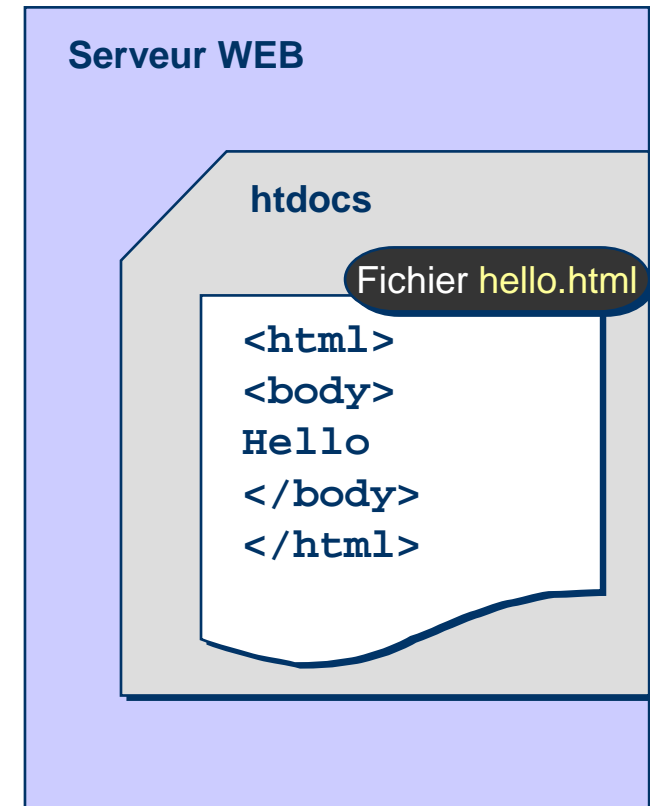 Serveur WEB
htdocs
Fichier hello.html
<html>
<body>
Hello
</body>
</html>